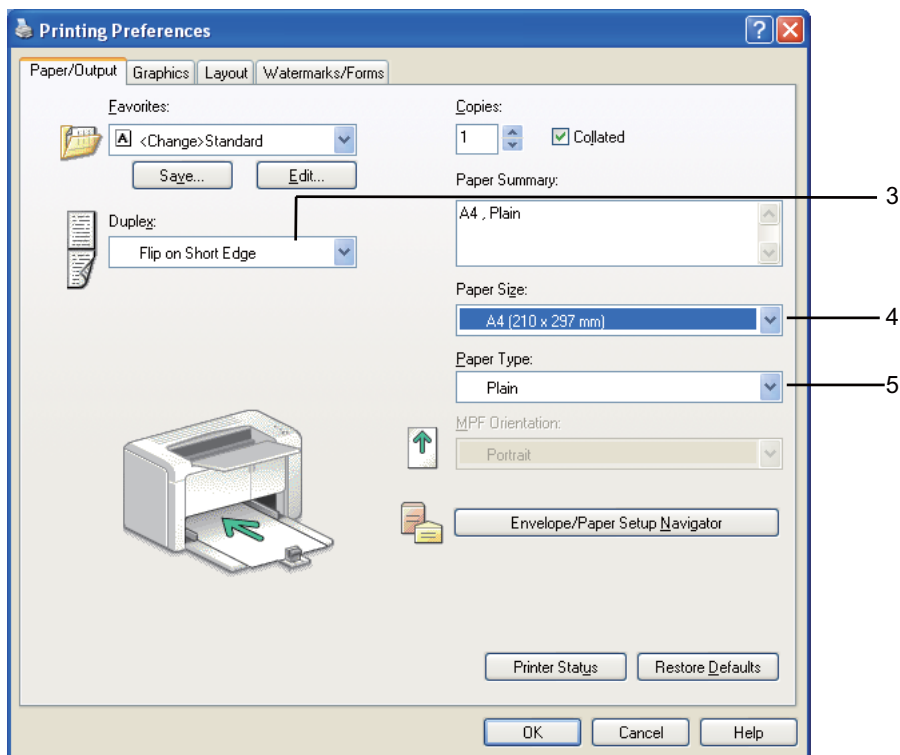 Printing Preferences
Paper/Output Graphics Layout Watermarks/Forms
Favorites:
<Change>Standard
Save... Edit...
Duplex:
Flip on Short Edge
Copies:
1 Collated
Paper Summary:
A4 , Plain
3
Paper Size:
A4 (210 x 297 mm)
4
Paper Type:
Plain
5
MPF Orientation:
Portrait
Envelope/Paper Setup Navigator
Printer Status Restore Defaults
OK Cancel Help